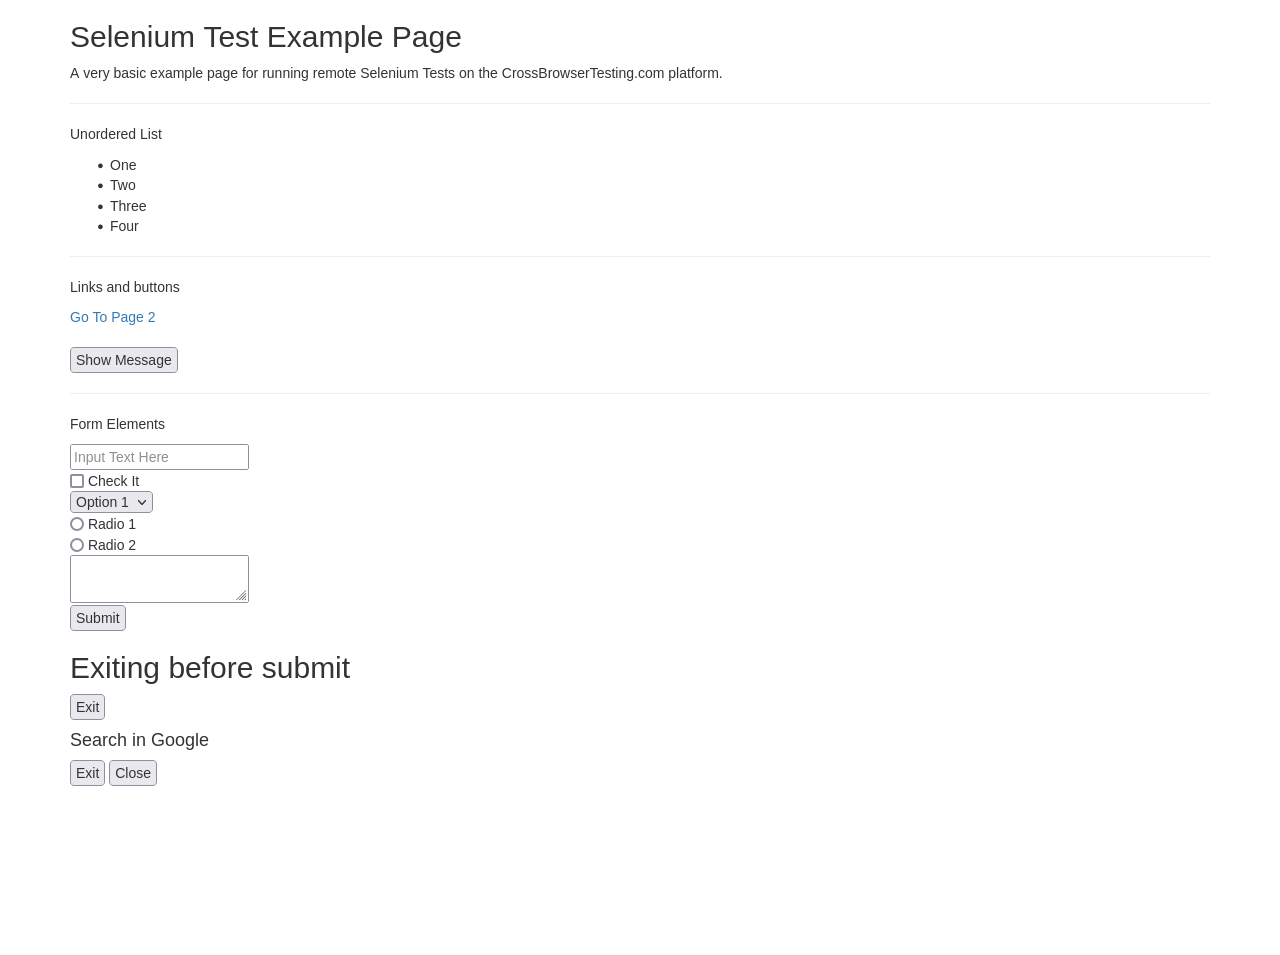 Selenium Test Example Page
A very basic example page for running remote Selenium Tests on the CrossBrowserTesting.com platform.
Unordered List
One
Two
Three
Four
Links and buttons
Go To Page 2
Show Message
Form Elements
Input Text Here
Check It
Option 1
Radio 1
Radio 2
Submit
Exiting before submit
Exit
Search in Google
Exit Close